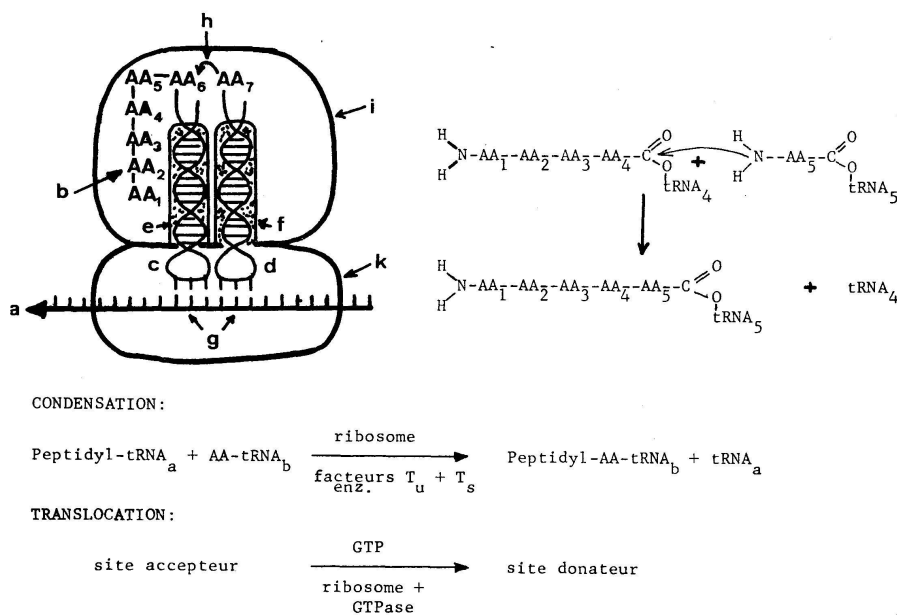 h
AA5 AA6 AA7
AA4
AA3
AA2
AA1
i
b
e
f
c
d
k
a
g
H
H
N-AA1-AA2-AA3-AA4-C
O
O
tRNA4
+
H
H
N-AA5-C
O
O
tRNA5
H
H
N-AA1-AA2-AA3-AA4-AA5-C
O
O
tRNA5
+ tRNA4
CONDENSATION:
Peptidyl-tRNAa + AA-tRNAb
ribosome
facteurs Tu + Ts
enz.
Peptidyl-AA-tRNAb + tRNAa
TRANSLOCATION:
site accepteur
GTP
ribosome +
GTPase
site donateur